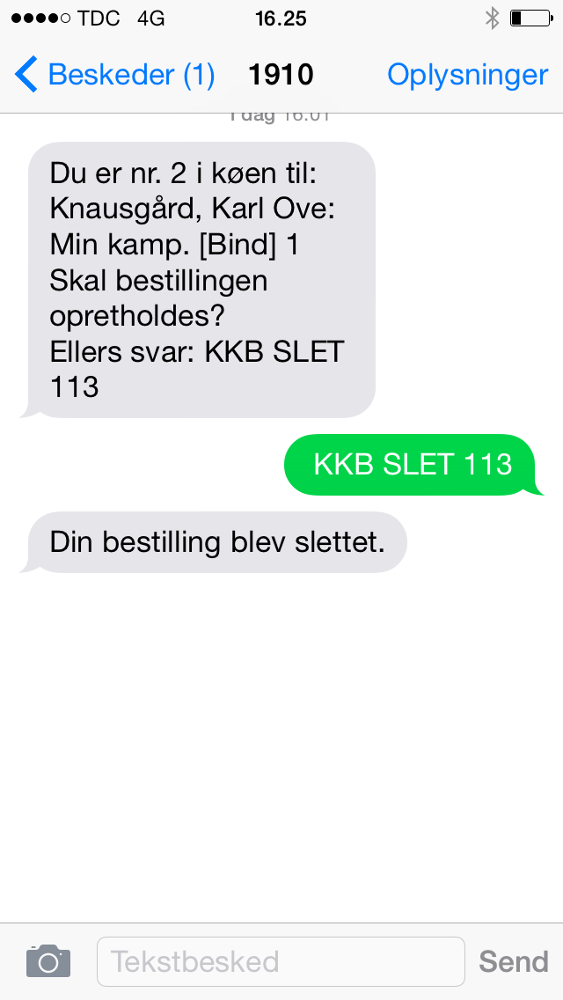 TDC 4G 16.25
Beskeder (1) 1910 Oplysninger
I dag 16.01
Du er nr. 2 i køen til:
Knausgård, Karl Ove:
Min kamp. [Bind] 1
Skal bestillingen
opretholdes?
Ellers svar: KKB SLET
113
KKB SLET 113
Din bestilling blev slettet.
Tekstbesked Send